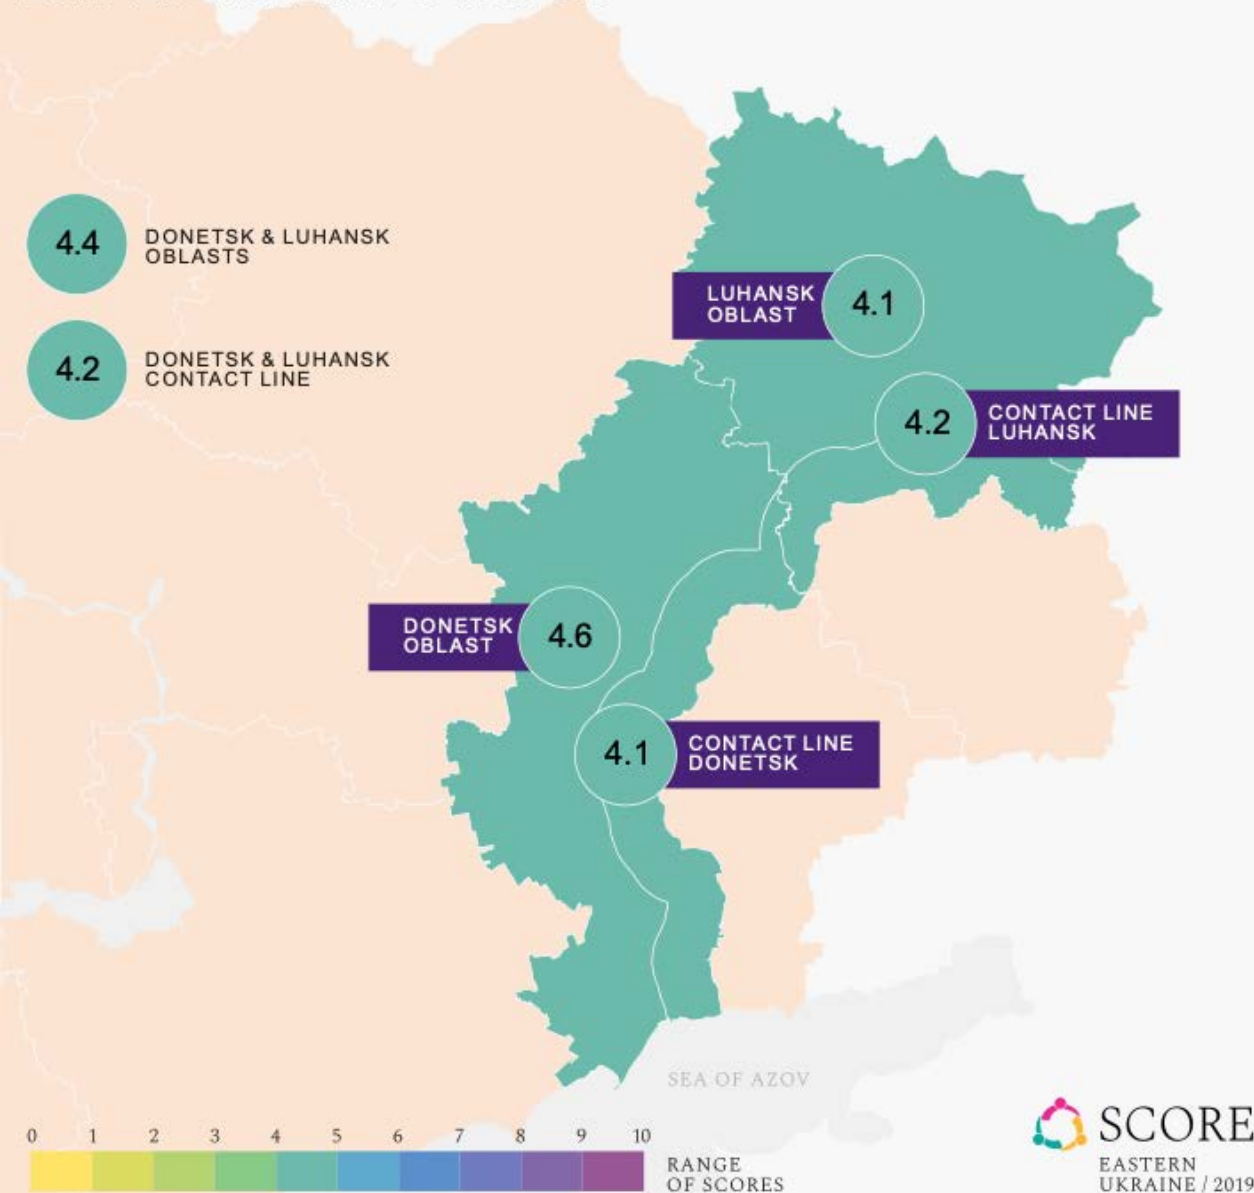 4.4
DONETSK & LUHANSK
OBLASTS
4.2
DONETSK & LUHANSK
CONTACT LINE
LUHANSK
OBLAST
4.1
4.2
CONTACT LINE
LUHANSK
DONETSK
OBLAST
4.6
4.1
CONTACT LINE
DONETSK
SEA OF AZOV
0 1 2 3 4 5 6 7 8 9 10
RANGE
OF SCORES
SCORE
EASTERN
UKRAINE / 2019